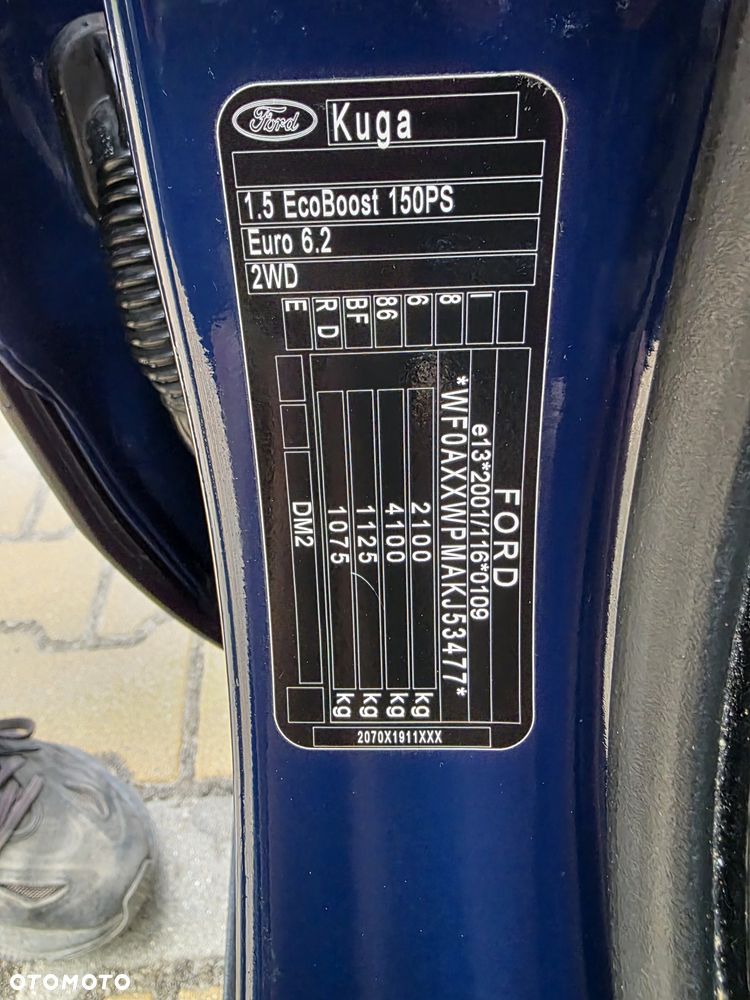 Ford
Kuga
1.5 EcoBoost 150PS
Euro 6.2
2WD
I
8
6
86
BF
R D
E
FORD
e13*2001/116*0109
*WF0AXXWPMAKJ53477*
2100 kg
4100 kg
1125 kg
1075 kg
DM2
2070X1911XXX
OTOMOTO